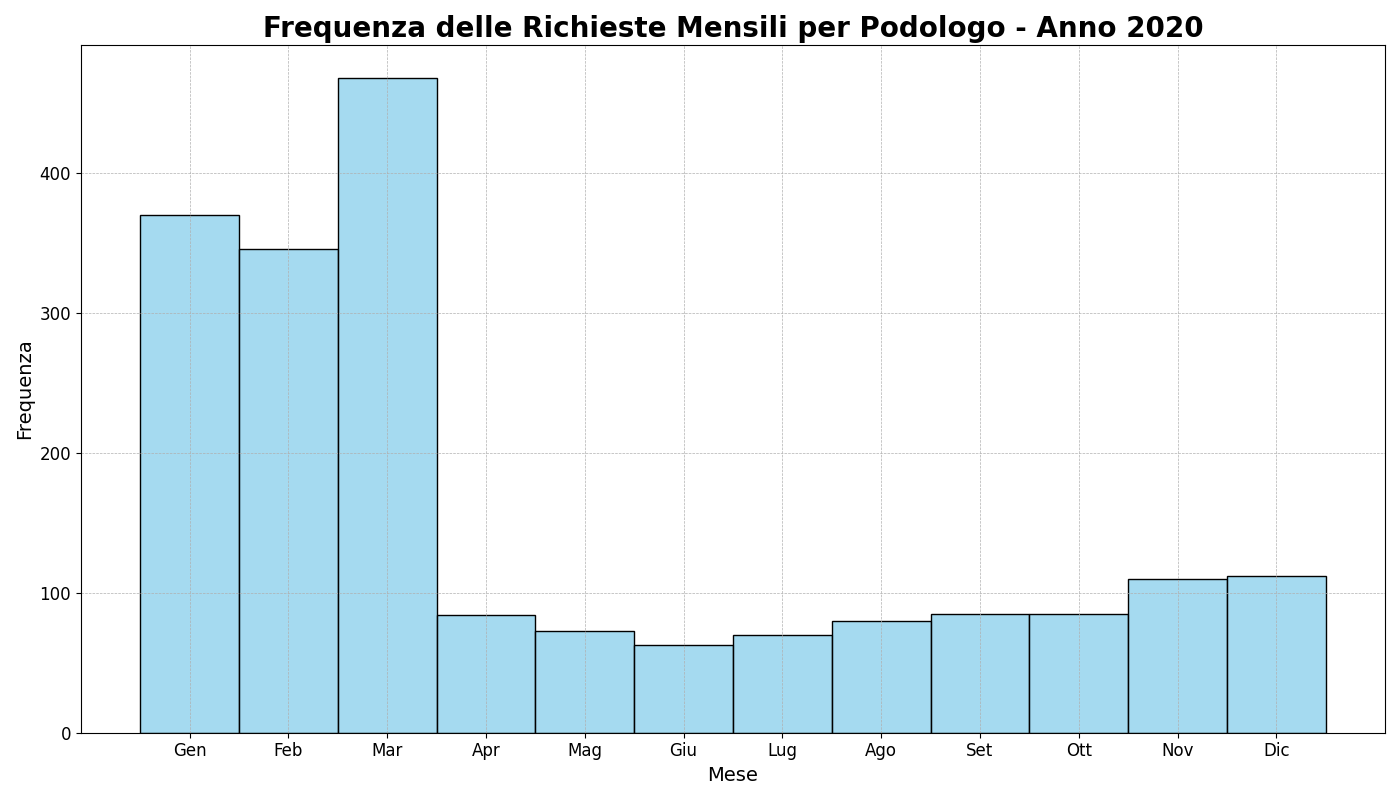 Frequenza delle Richieste Mensili per Podologo - Anno 2020
Frequenza
400
300
200
100
0
Gen Feb Mar Apr Mag Giu Lug Ago Set Ott Nov Dic
Mese